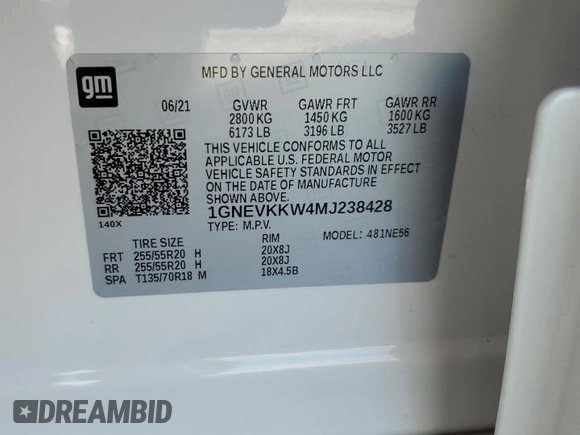 gm
MFD BY GENERAL MOTORS LLC
06/21 GVWR GAWR FRT GAWR RR
2800 KG 1450 KG 1600 KG
6173 LB 3196 LB 3527 LB
THIS VEHICLE CONFORMS TO ALL
APPLICABLE U.S. FEDERAL MOTOR
VEHICLE SAFETY STANDARDS IN EFFECT
ON THE DATE OF MANUFACTURE
SHOWN ABOVE.
140X
1GNEVKKW4MJ238428
TYPE: M.P.V. MODEL: 481NE56
TIRE SIZE RIM
FRT 255/55R20 H 20X8J
RR 255/55R20 H 20X8J
SPA T135/70R18 M 18X4.5B
DREAMBID